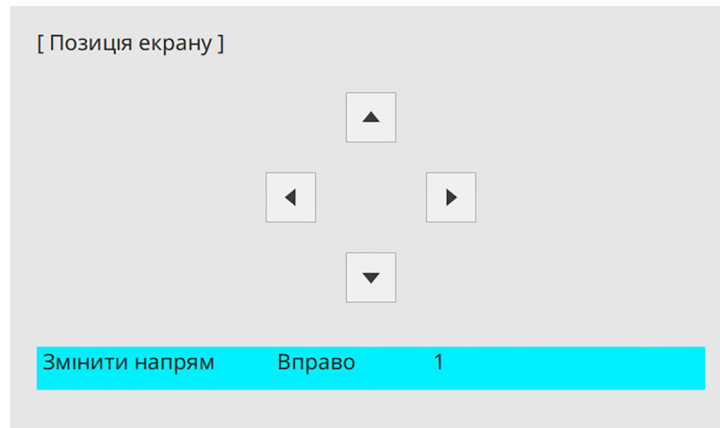 [ Позиція екрану ]
Змінити напрям Вправо 1